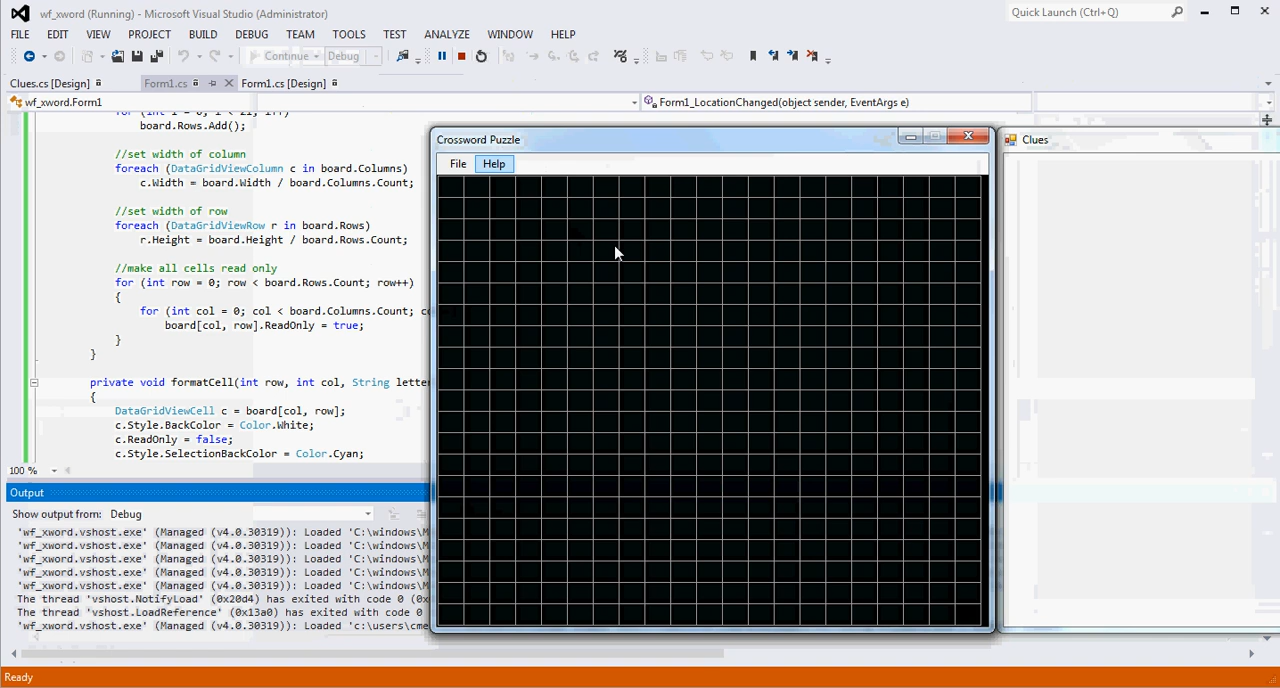 wf_xword (Running) - Microsoft Visual Studio (Administrator)
Quick Launch (Ctrl+Q)
FILE EDIT VIEW PROJECT BUILD DEBUG TEAM TOOLS TEST ANALYZE WINDOW HELP
Continue Debug
Clues.cs [Design] Form1.cs Form1.cs [Design]
wf_xword.Form1
Form1_LocationChanged(object sender, EventArgs e)
board.Rows.Add();
//set width of column
foreach (DataGridViewColumn c in board.Columns)
c.Width = board.Width / board.Columns.Count;
//set width of row
foreach (DataGridViewRow r in board.Rows)
r.Height = board.Height / board.Rows.Count;
//make all cells read only
for (int row = 0; row < board.Rows.Count; row++)
{
for (int col = 0; col < board.Columns.Count;
board[col, row].ReadOnly = true;
}
}
private void formatCell(int row, int col, String letter
{
DataGridViewCell c = board[col, row];
c.Style.BackColor = Color.White;
c.ReadOnly = false;
c.Style.SelectionBackColor = Color.Cyan;
100 %
Output
Show output from: Debug
'wf_xword.vshost.exe' (Managed (v4.0.30319)): Loaded 'C:\windows\M
'wf_xword.vshost.exe' (Managed (v4.0.30319)): Loaded 'C:\windows\M
'wf_xword.vshost.exe' (Managed (v4.0.30319)): Loaded 'C:\windows\M
'wf_xword.vshost.exe' (Managed (v4.0.30319)): Loaded 'C:\windows\M
'wf_xword.vshost.exe' (Managed (v4.0.30319)): Loaded 'C:\windows\M
The thread 'vshost.NotifyLoad' (0x20d4) has exited with code 0 (0x
The thread 'vshost.LoadReference' (0x13a0) has exited with code 0
'wf_xword.vshost.exe' (Managed (v4.0.30319)): Loaded 'c:\users\cme
Ready
Crossword Puzzle
File Help
Clues